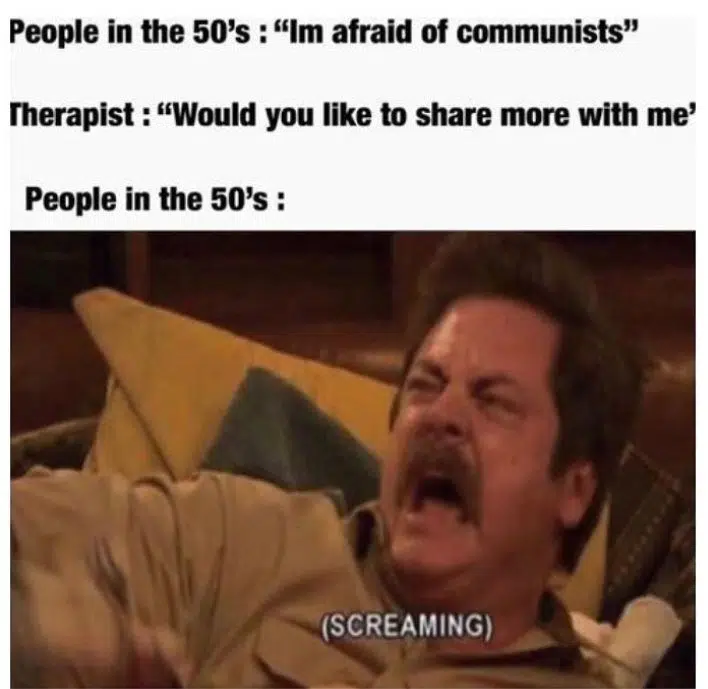 People in the 50's : “Im afraid of communists”
Therapist : “Would you like to share more with me’
People in the 50's :
(SCREAMING)